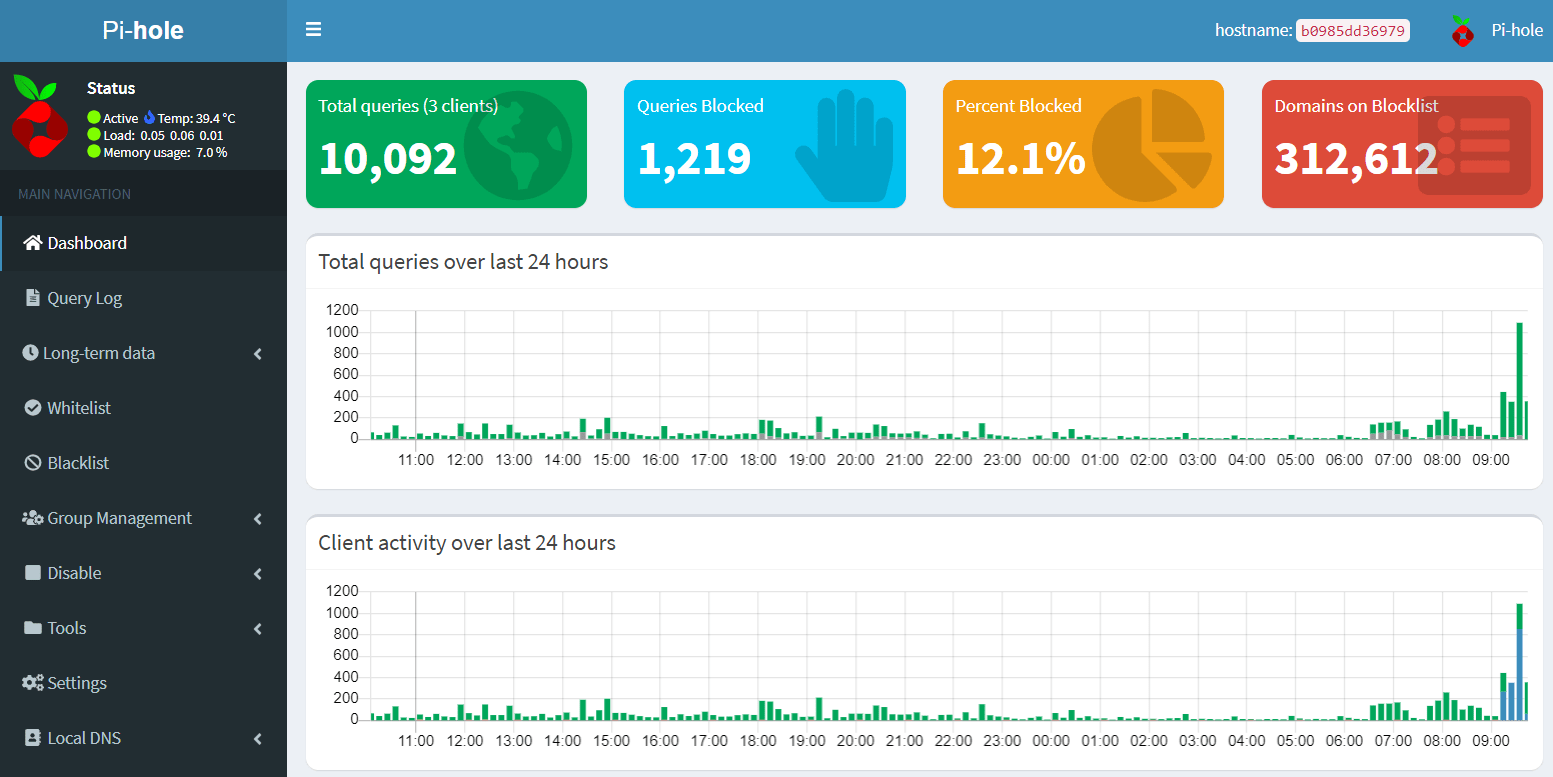 Pi-hole
hostname: b0985dd36979 Pi-hole
Status
Active Temp: 39.4 °C
Load: 0.05 0.06 0.01
Memory usage: 7.0 %
MAIN NAVIGATION
Dashboard
Query Log
Long-term data
Whitelist
Blacklist
Group Management
Disable
Tools
Settings
Local DNS
Total queries (3 clients)
10,092
Queries Blocked
1,219
Percent Blocked
12.1%
Domains on Blocklist
312,612
Total queries over last 24 hours
1200
1000
800
600
400
200
0
11:00 12:00 13:00 14:00 15:00 16:00 17:00 18:00 19:00 20:00 21:00 22:00 23:00 00:00 01:00 02:00 03:00 04:00 05:00 06:00 07:00 08:00 09:00
Client activity over last 24 hours
1200
1000
800
600
400
200
0
11:00 12:00 13:00 14:00 15:00 16:00 17:00 18:00 19:00 20:00 21:00 22:00 23:00 00:00 01:00 02:00 03:00 04:00 05:00 06:00 07:00 08:00 09:00